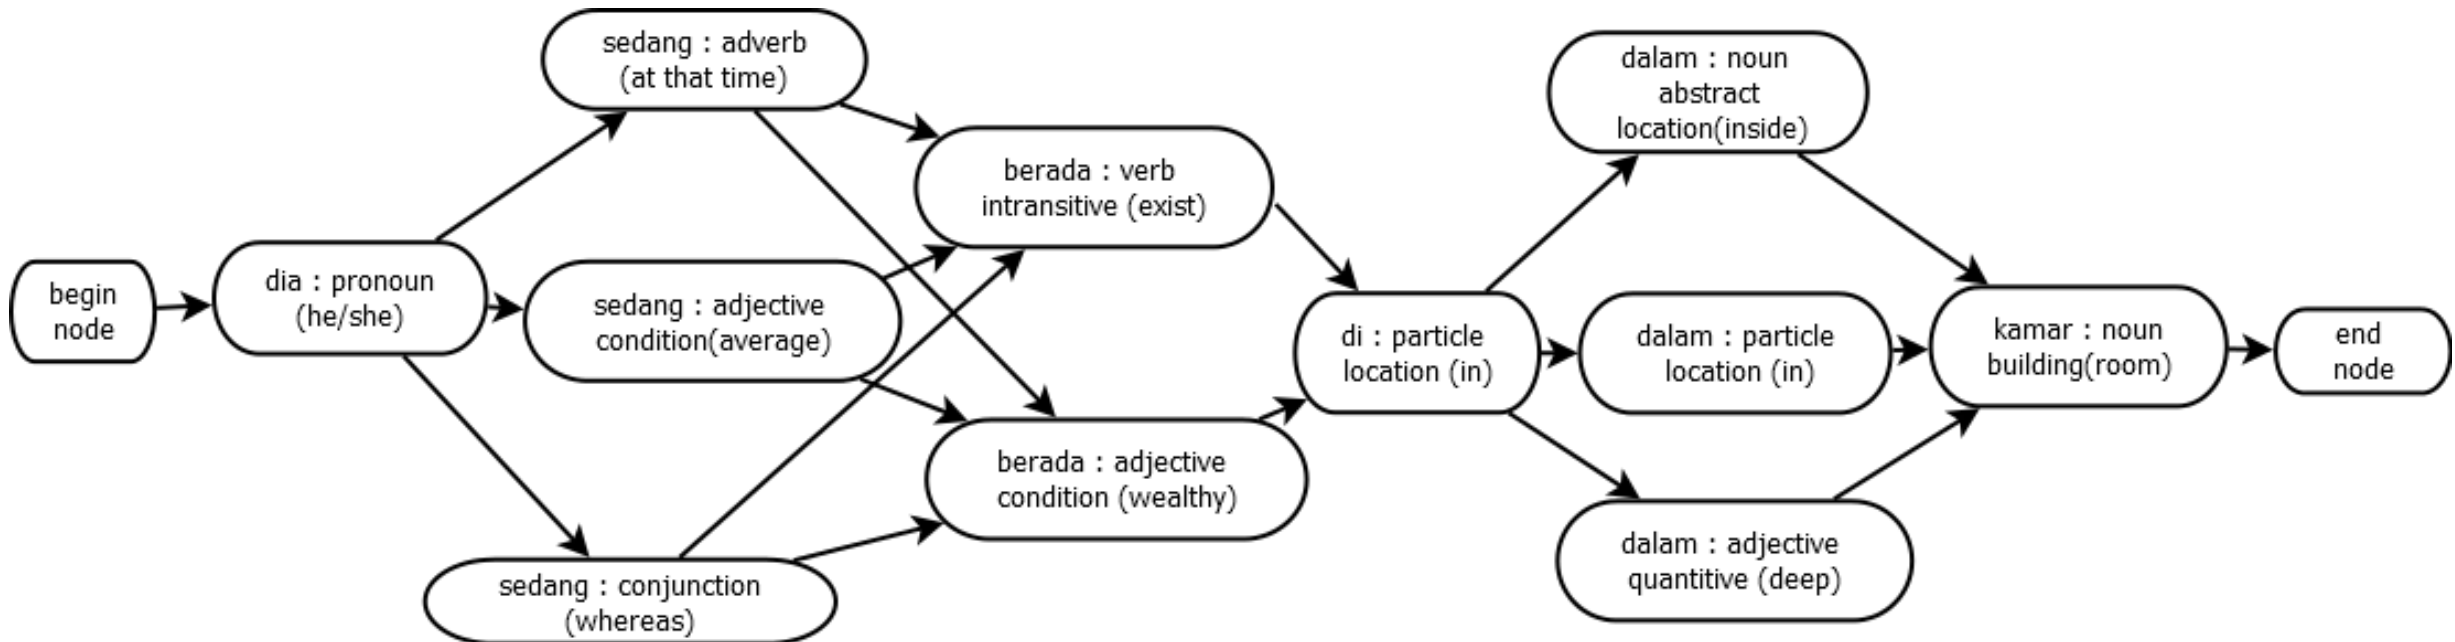 begin
node
dia : pronoun
(he/she)
sedang : adverb
(at that time)
sedang : adjective
condition(average)
sedang : conjunction
(whereas)
berada : verb
intransitive (exist)
berada : adjective
condition (wealthy)
di : particle
location (in)
dalam : noun
abstract
location(inside)
dalam : particle
location (in)
dalam : adjective
quantitive (deep)
kamar : noun
building(room)
end
node